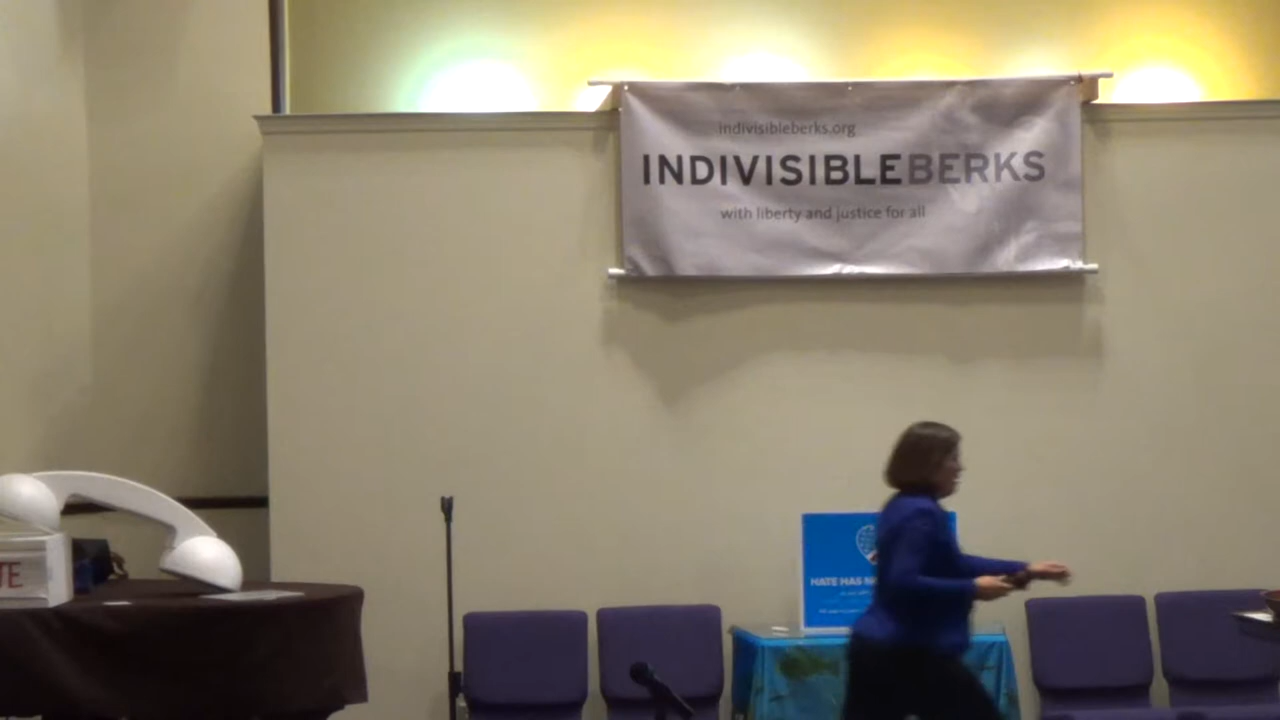 indivisibleberks.org
INDIVISIBLEBERKS
with liberty and justice for all
HATE HAS
TE